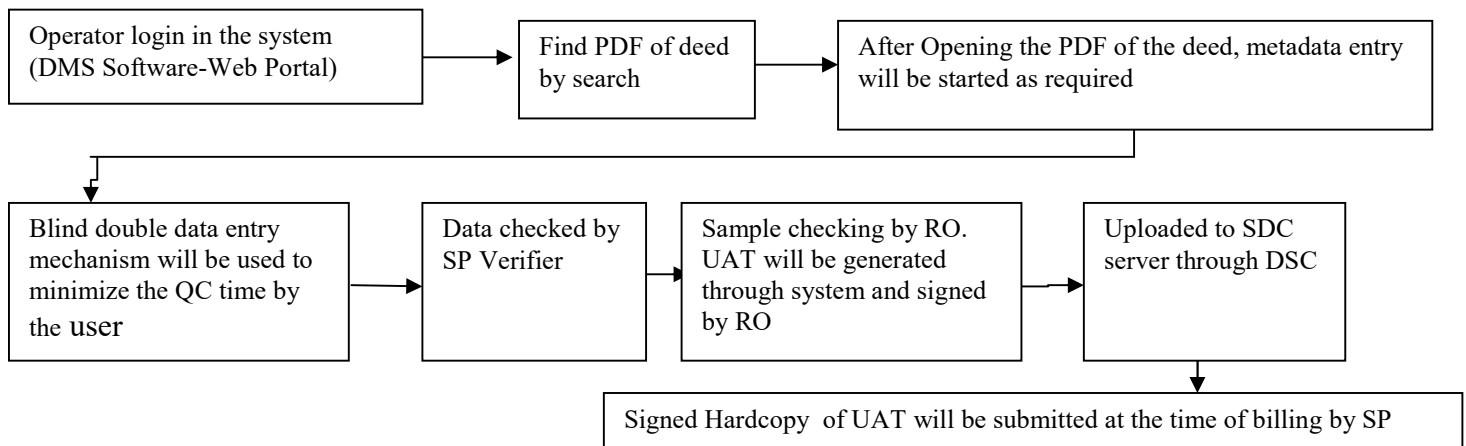 Operator login in the system
(DMS Software-Web Portal)
Find PDF of deed
by search
After Opening the PDF of the deed, metadata entry
will be started as required
Blind double data entry
mechanism will be used to
minimize the QC time by
the user
Data checked by
SP Verifier
Sample checking by RO.
UAT will be generated
through system and signed
by RO
Uploaded to SDC
server through DSC
Signed Hardcopy of UAT will be submitted at the time of billing by SP